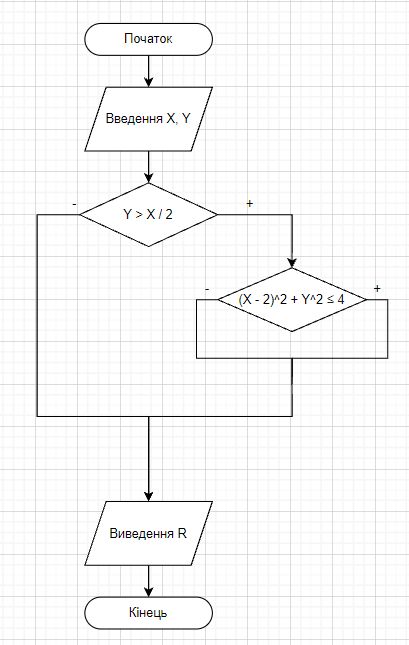 Початок
Введення X, Y
-
Y > X / 2
+
-
(X - 2)^2 + Y^2 ≤ 4
+
Виведення R
Кінець